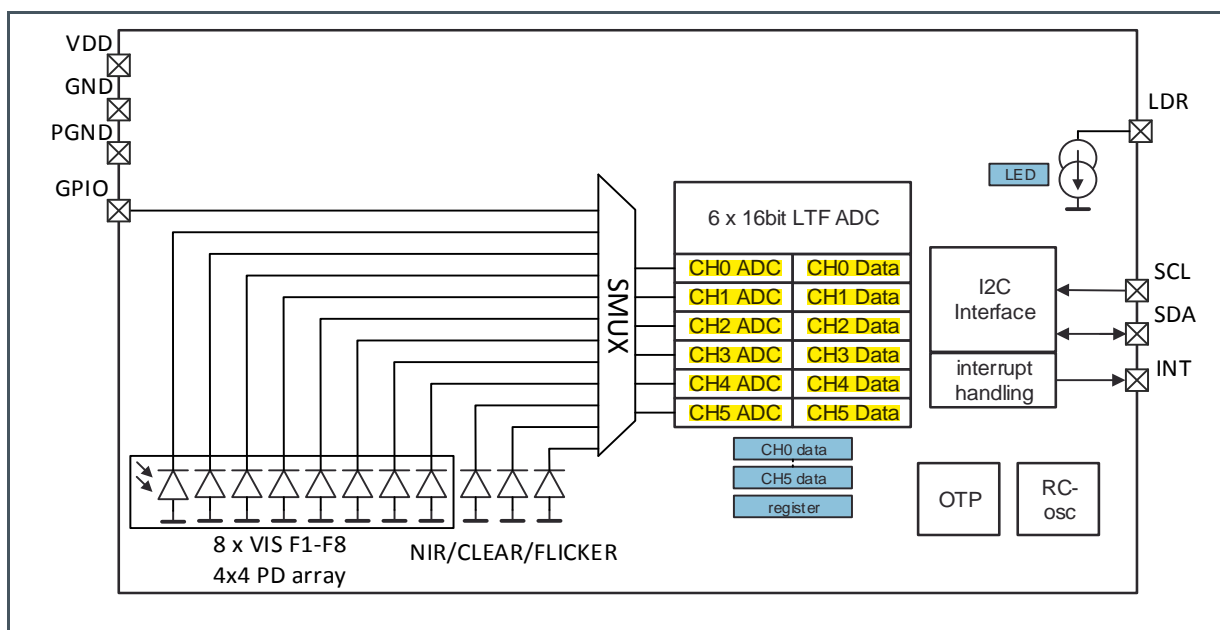 VDD
GND
PGND
GPIO
LDR
LED
SMUX
6 x 16bit LTF ADC
CH0 ADC CH0 Data
CH1 ADC CH1 Data
CH2 ADC CH2 Data
CH3 ADC CH3 Data
CH4 ADC CH4 Data
CH5 ADC CH5 Data
I2C
Interface
interrupt
handling
SCL
SDA
INT
CH0 data
CH5 data
register
OTP
RC-
osc
8 x VIS F1-F8
4x4 PD array
NIR/CLEAR/FLICKER